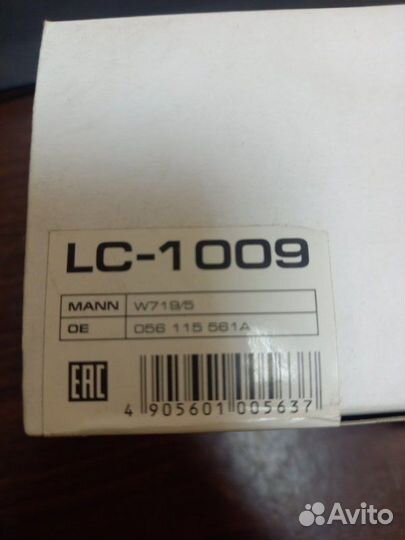 LC-1009
MANN W719/5
OE 056 115 561A
EAC
4 905601 005637
Avito